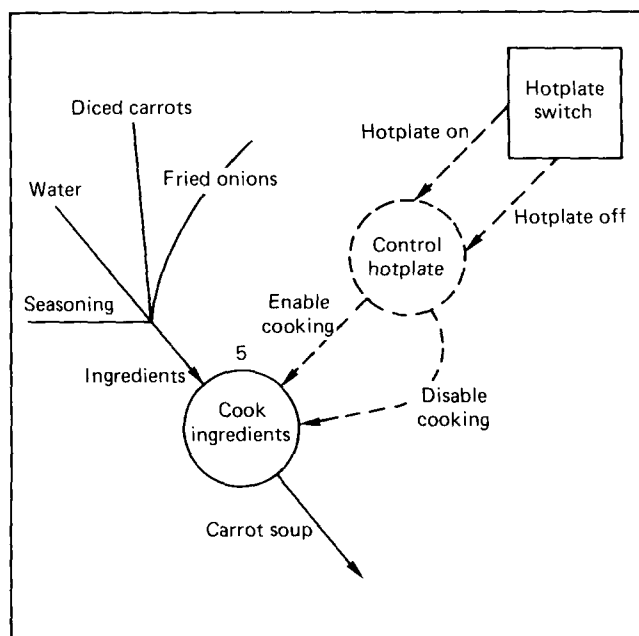 Diced carrots
Hotplate
switch
Hotplate on
Fried onions
Water
Hotplate off
Control
hotplate
Seasoning
Enable
cooking
5
Ingredients
Disable
cooking
Cook
ingredients
Carrot soup